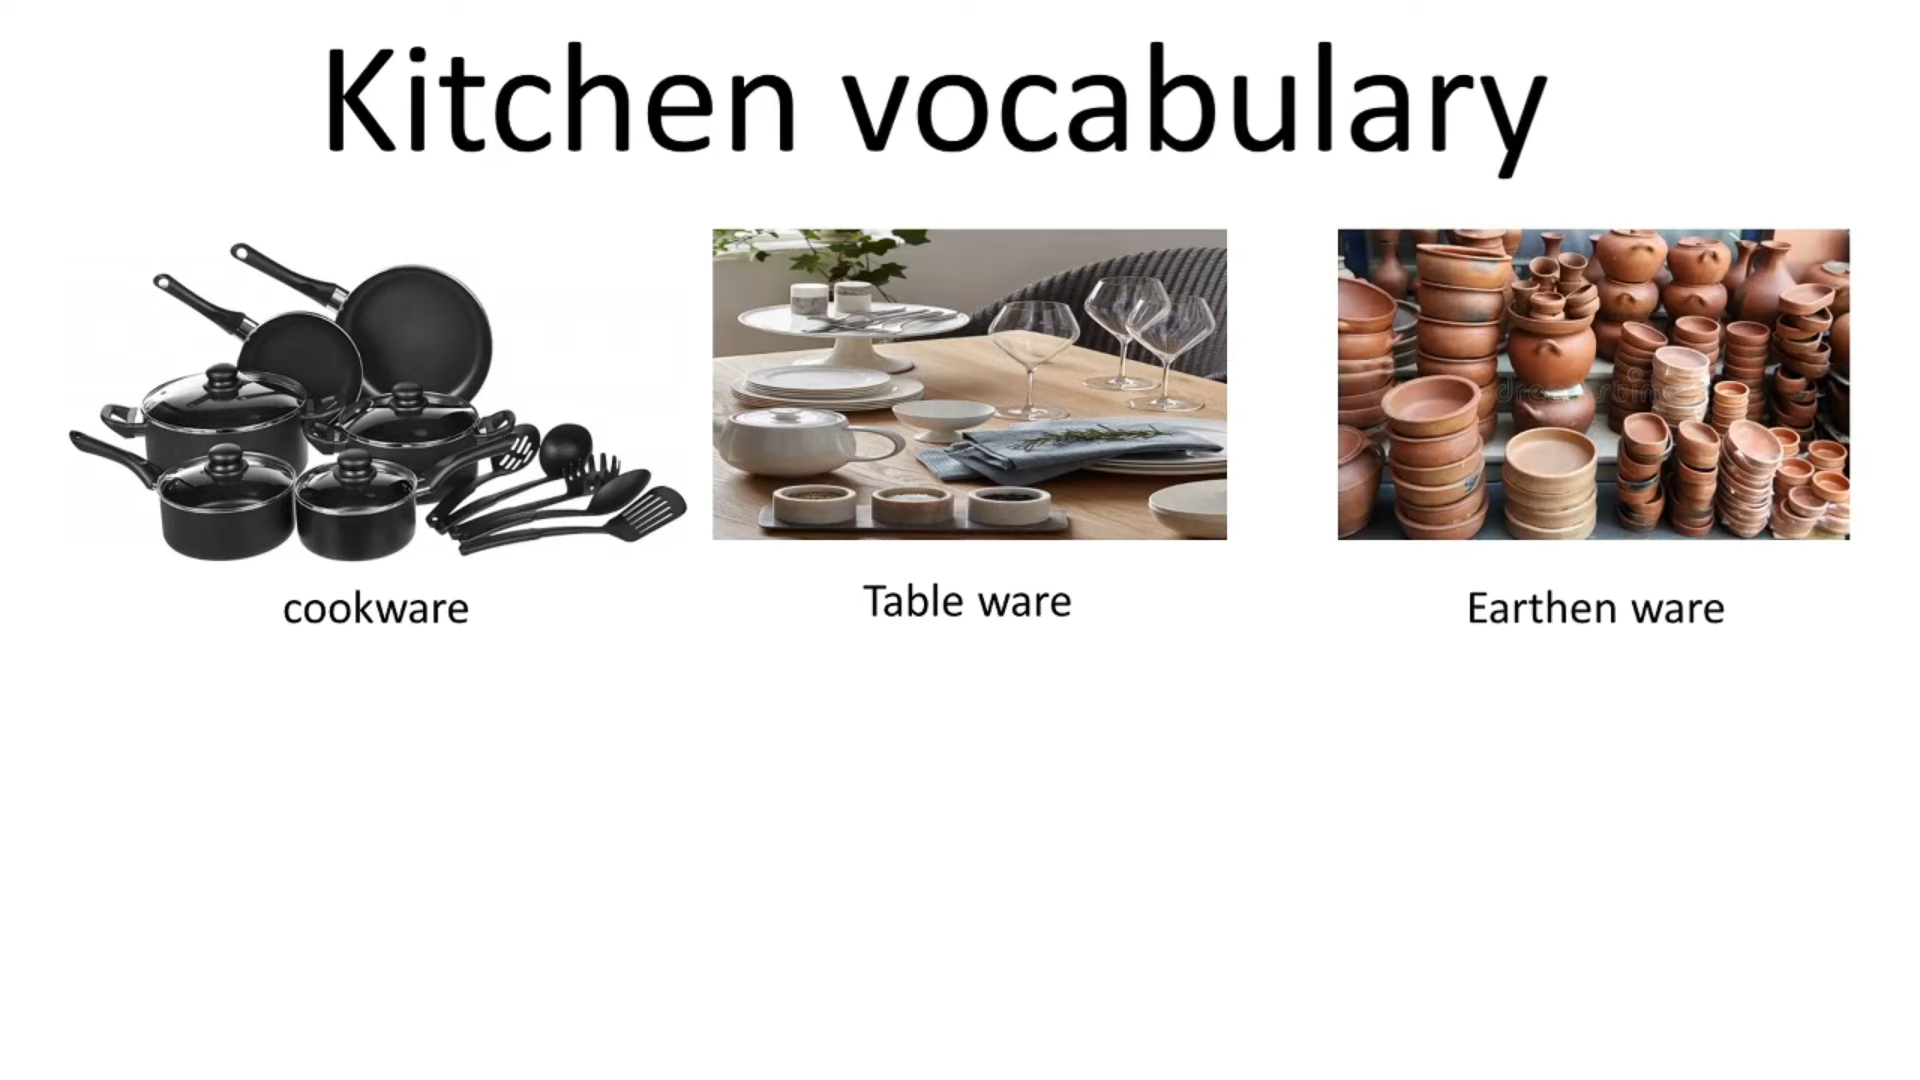 Kitchen vocabulary
cookware
Table ware
Earthen ware